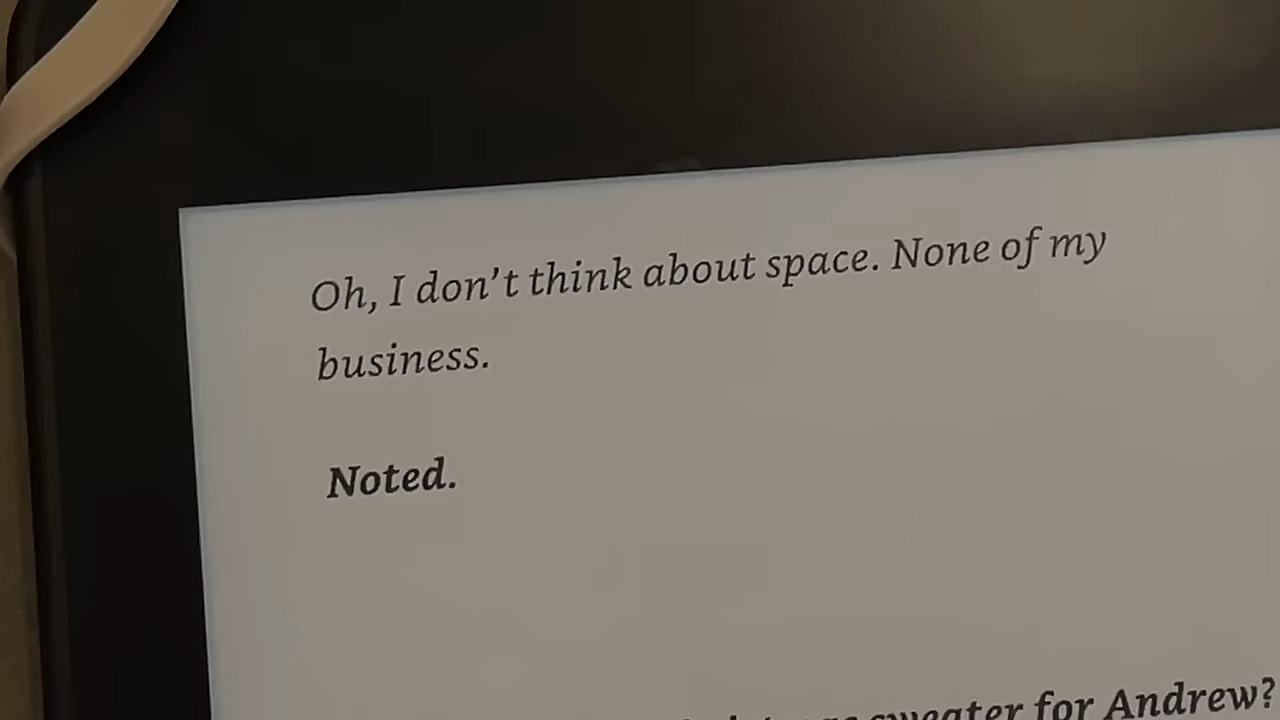 Oh, I don't think about space. None of my
business.
Noted.
sweater for Andrew?